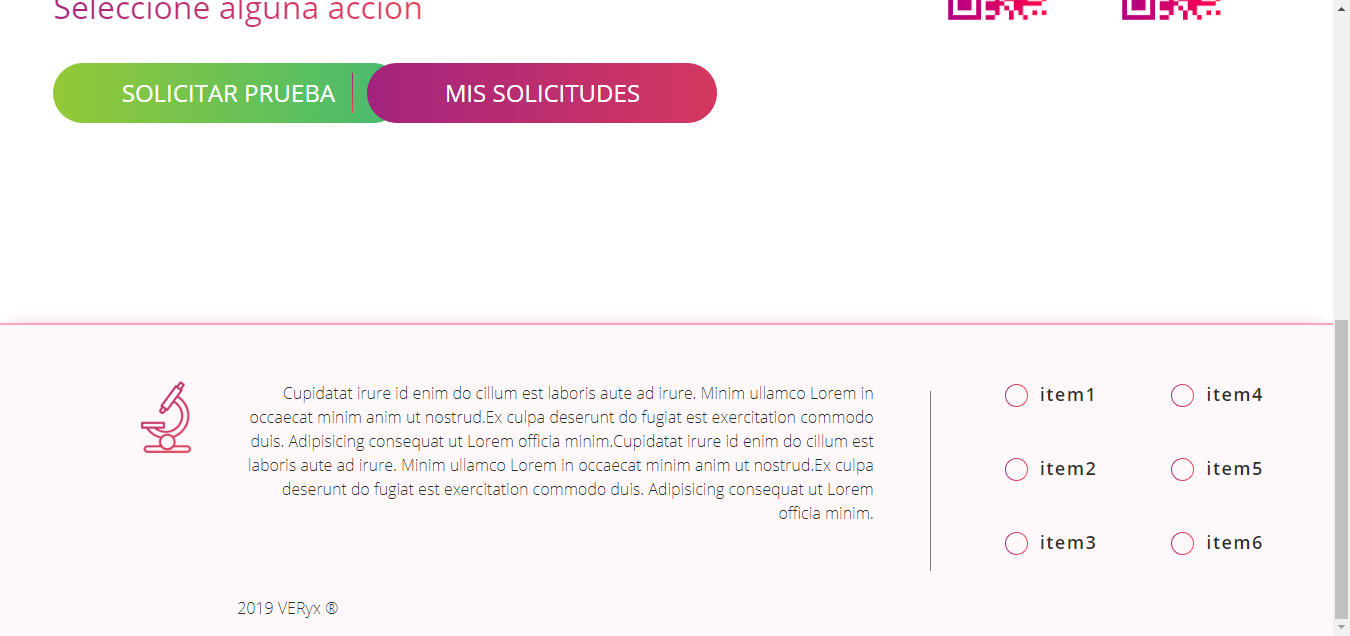 Seleccione alguna acción
SOLICITAR PRUEBA
MIS SOLICITUDES
Cupidatat irure id enim do cillum est laboris aute ad irure. Minim ullamco Lorem in
occaecat minim anim ut nostrud.Ex culpa deserunt do fugiat est exercitation commodo
duis. Adipisicing consequat ut Lorem officia minim.Cupidatat irure id enim do cillum est
laboris aute ad irure. Minim ullamco Lorem in occaecat minim anim ut nostrud.Ex culpa
deserunt do fugiat est exercitation commodo duis. Adipisicing consequat ut Lorem
officia minim.
item1
item2
item3
item4
item5
item6
2019 VERyx ®